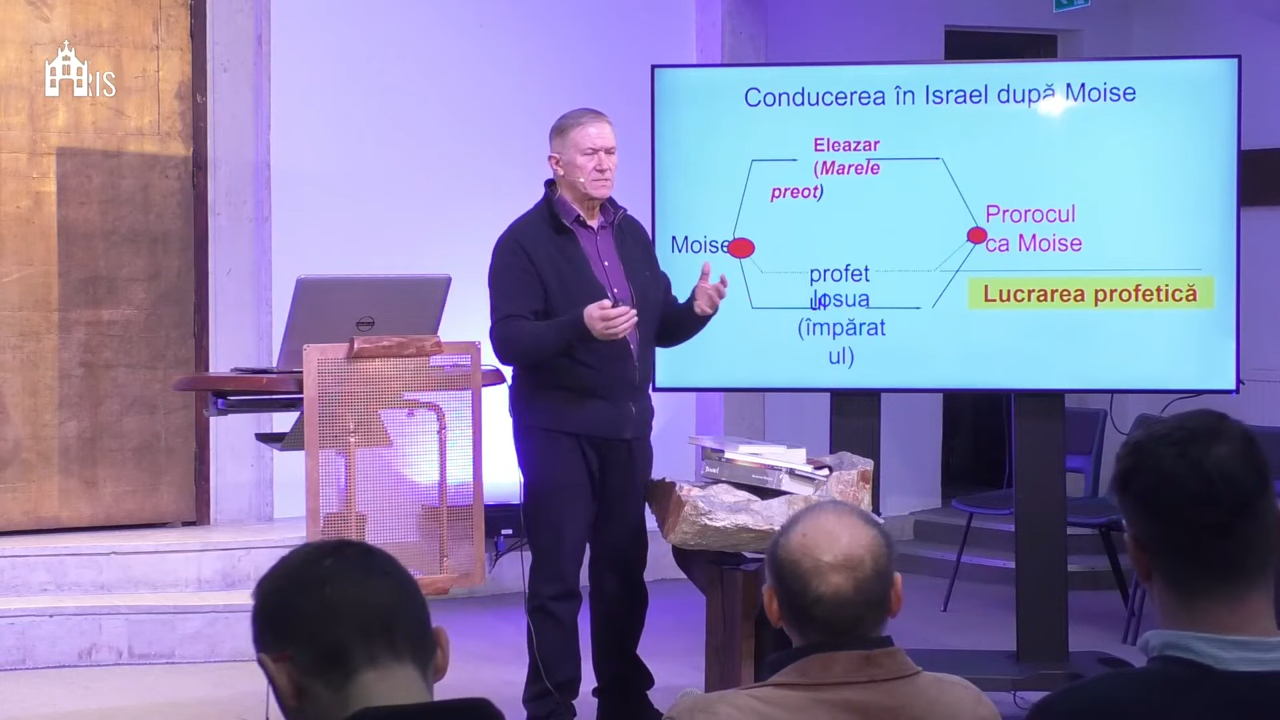 RIS
Conducerea în Israel după Moise
Eleazar
(Marele
preot)
Moise
Prorocul
ca Moise
profet
Iosua
(împărat
ul)
Lucrarea profetică